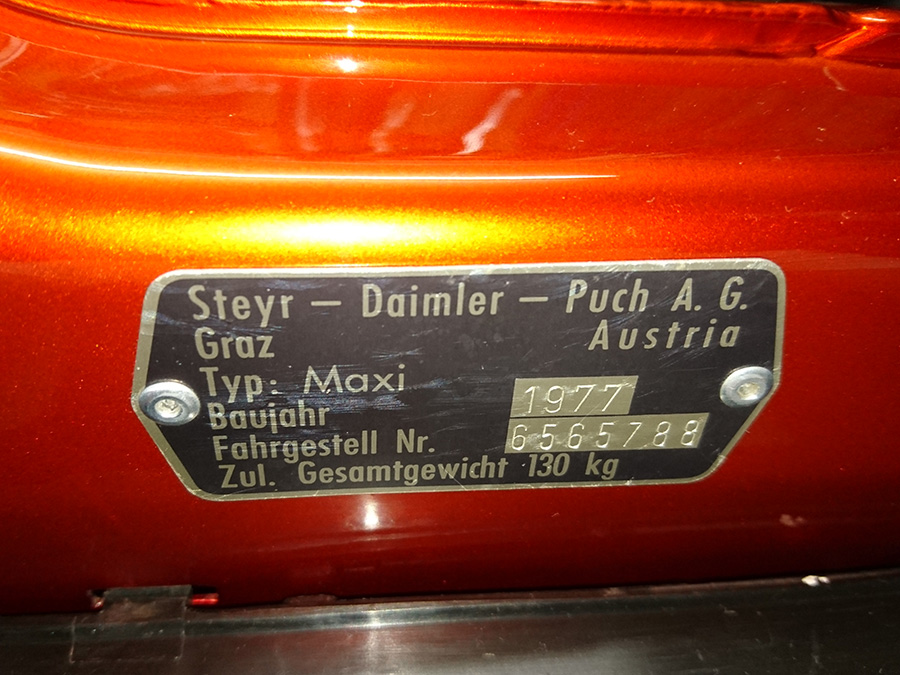 Steyr – Daimler – Puch A. G.
Graz Austria
Typ: Maxi
Baujahr 1977
Fahrgestell Nr. 6565788
Zul. Gesamtgewicht 130 kg